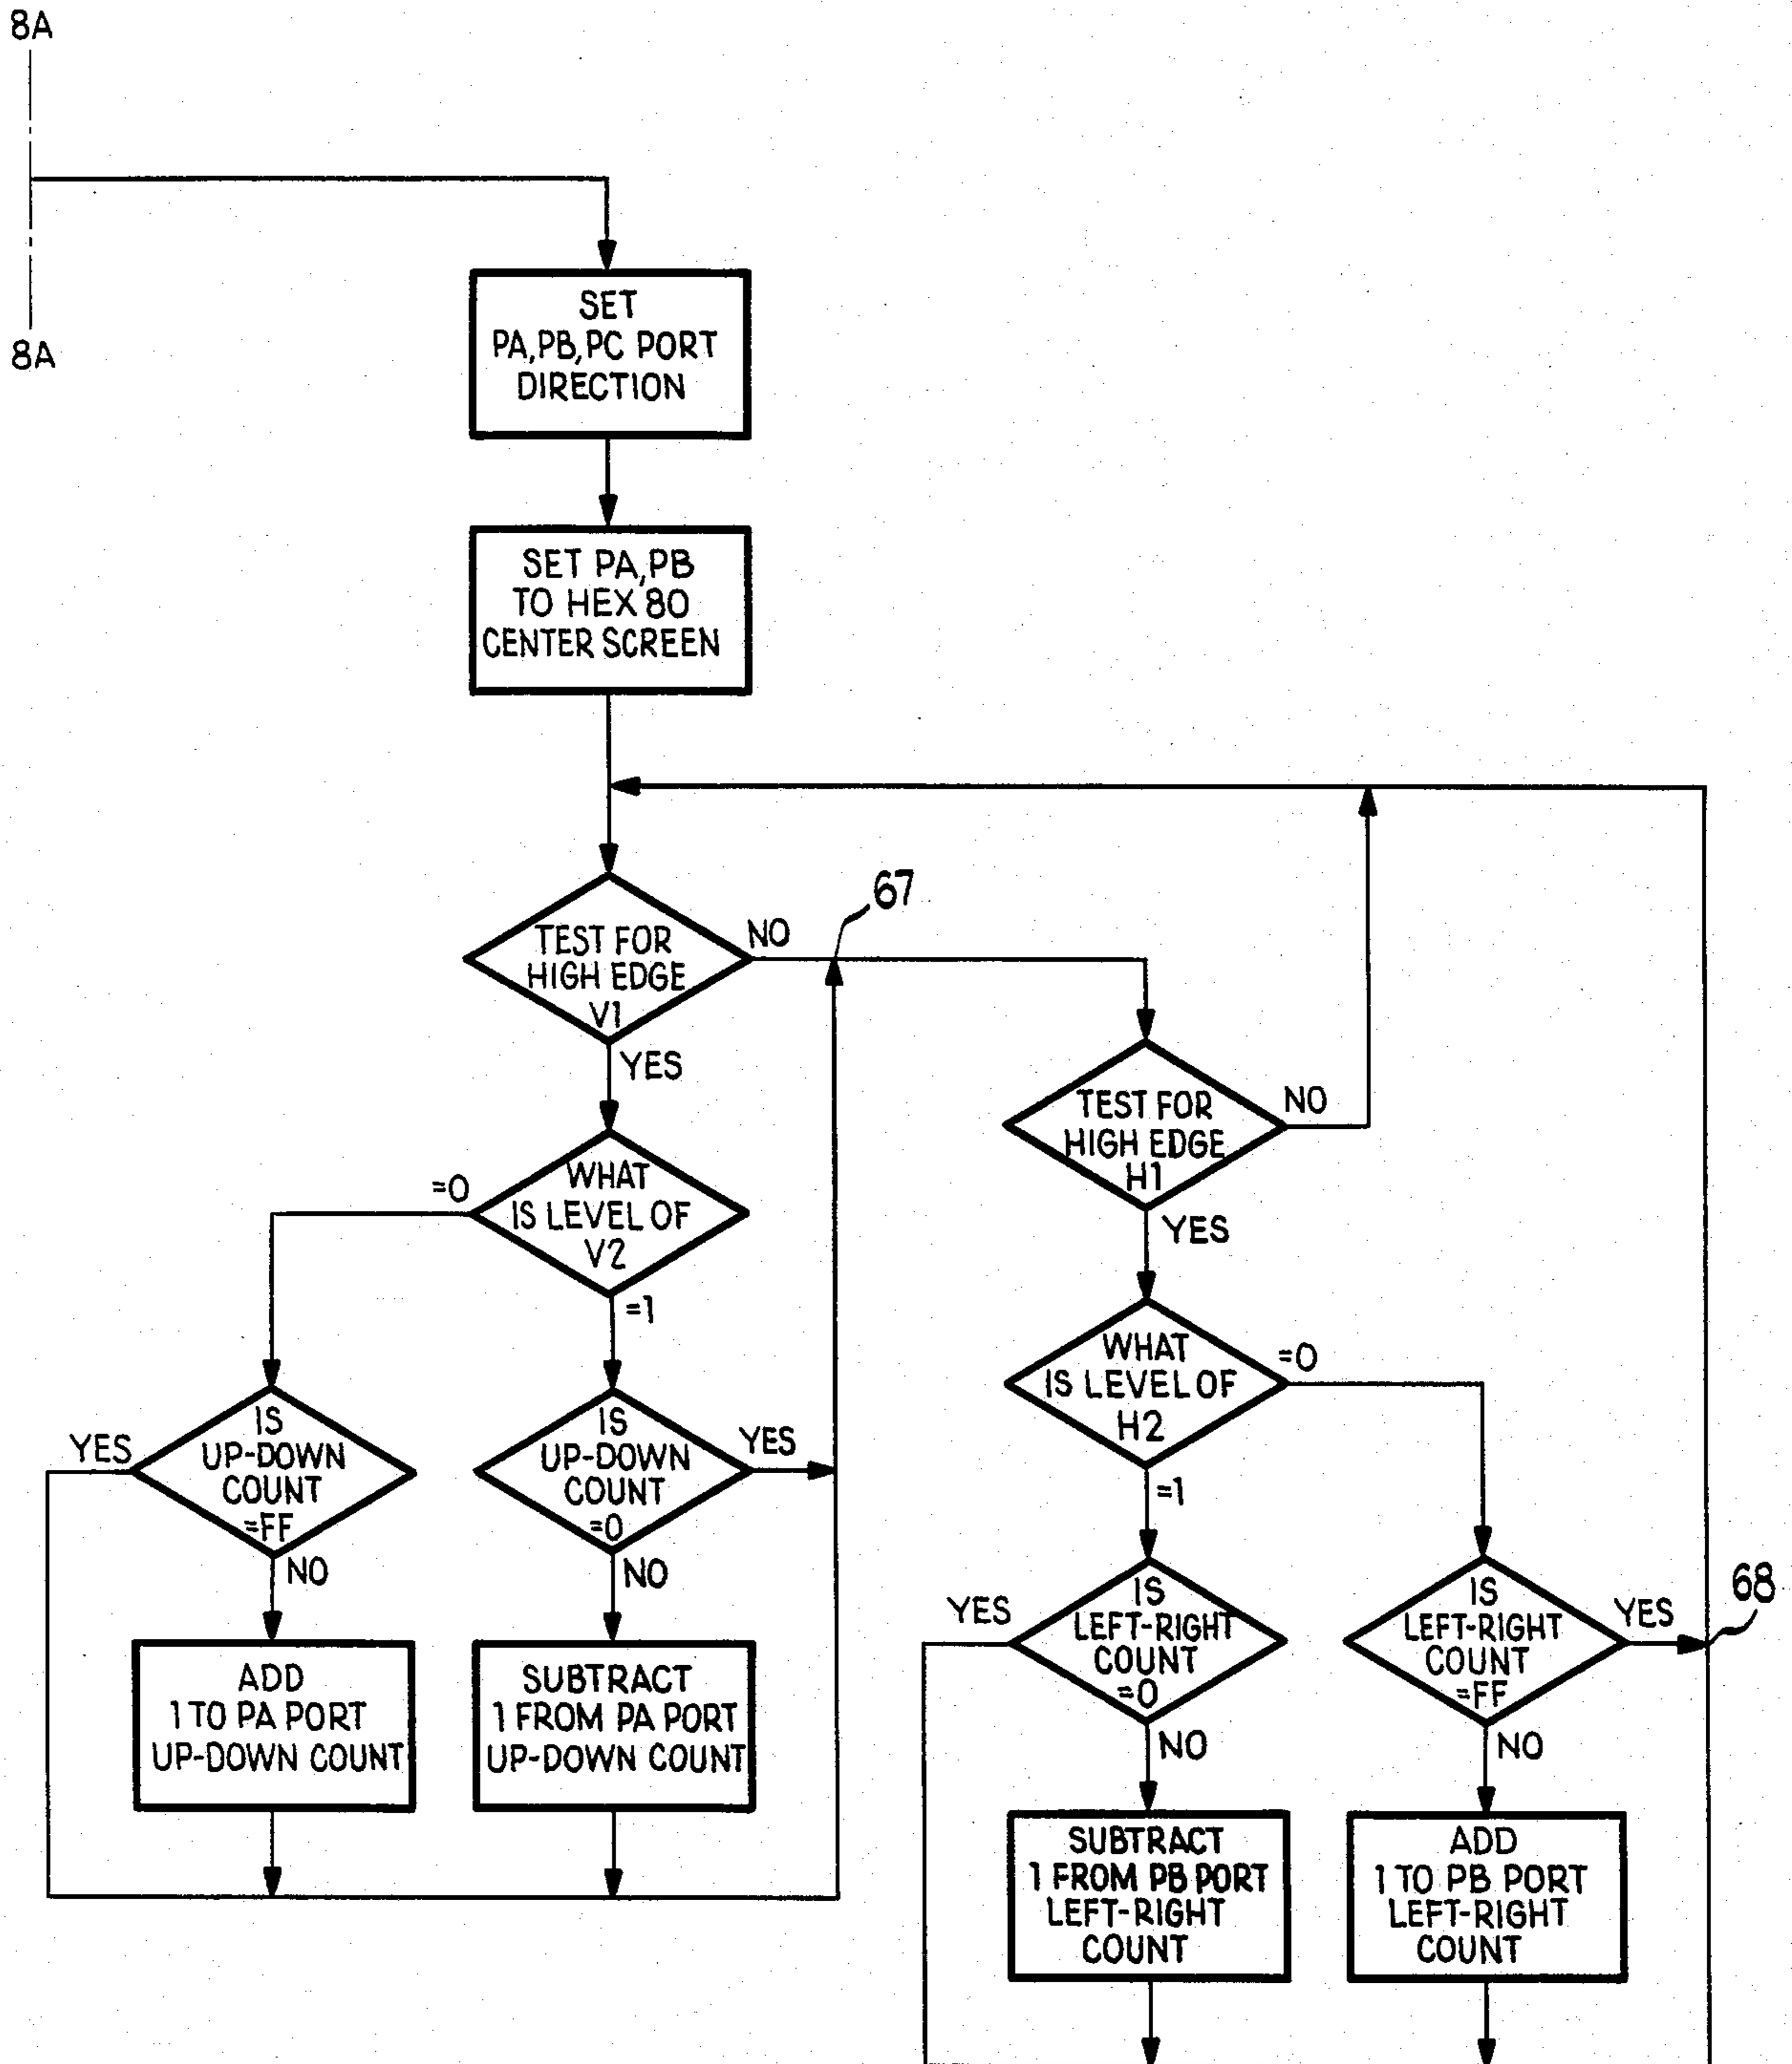 8A
8A
SET
PA,PB,PC PORT
DIRECTION
SET PA,PB
TO HEX 80
CENTER SCREEN
TEST FOR
HIGH EDGE
V1
NO
67
YES
WHAT
IS LEVEL OF
V2
=0
=1
TEST FOR
HIGH EDGE
H1
NO
YES
WHAT
IS LEVEL OF
H2
=0
=1
IS
UP-DOWN
COUNT
=FF
YES
NO
IS
UP-DOWN
COUNT
=0
YES
NO
ADD
1 TO PA PORT
UP-DOWN COUNT
SUBTRACT
1 FROM PA PORT
UP-DOWN COUNT
IS
LEFT-RIGHT
COUNT
=0
YES
NO
IS
LEFT-RIGHT
COUNT
=FF
YES
68
NO
SUBTRACT
1 FROM PB PORT
LEFT-RIGHT
COUNT
ADD
1 TO PB PORT
LEFT-RIGHT
COUNT